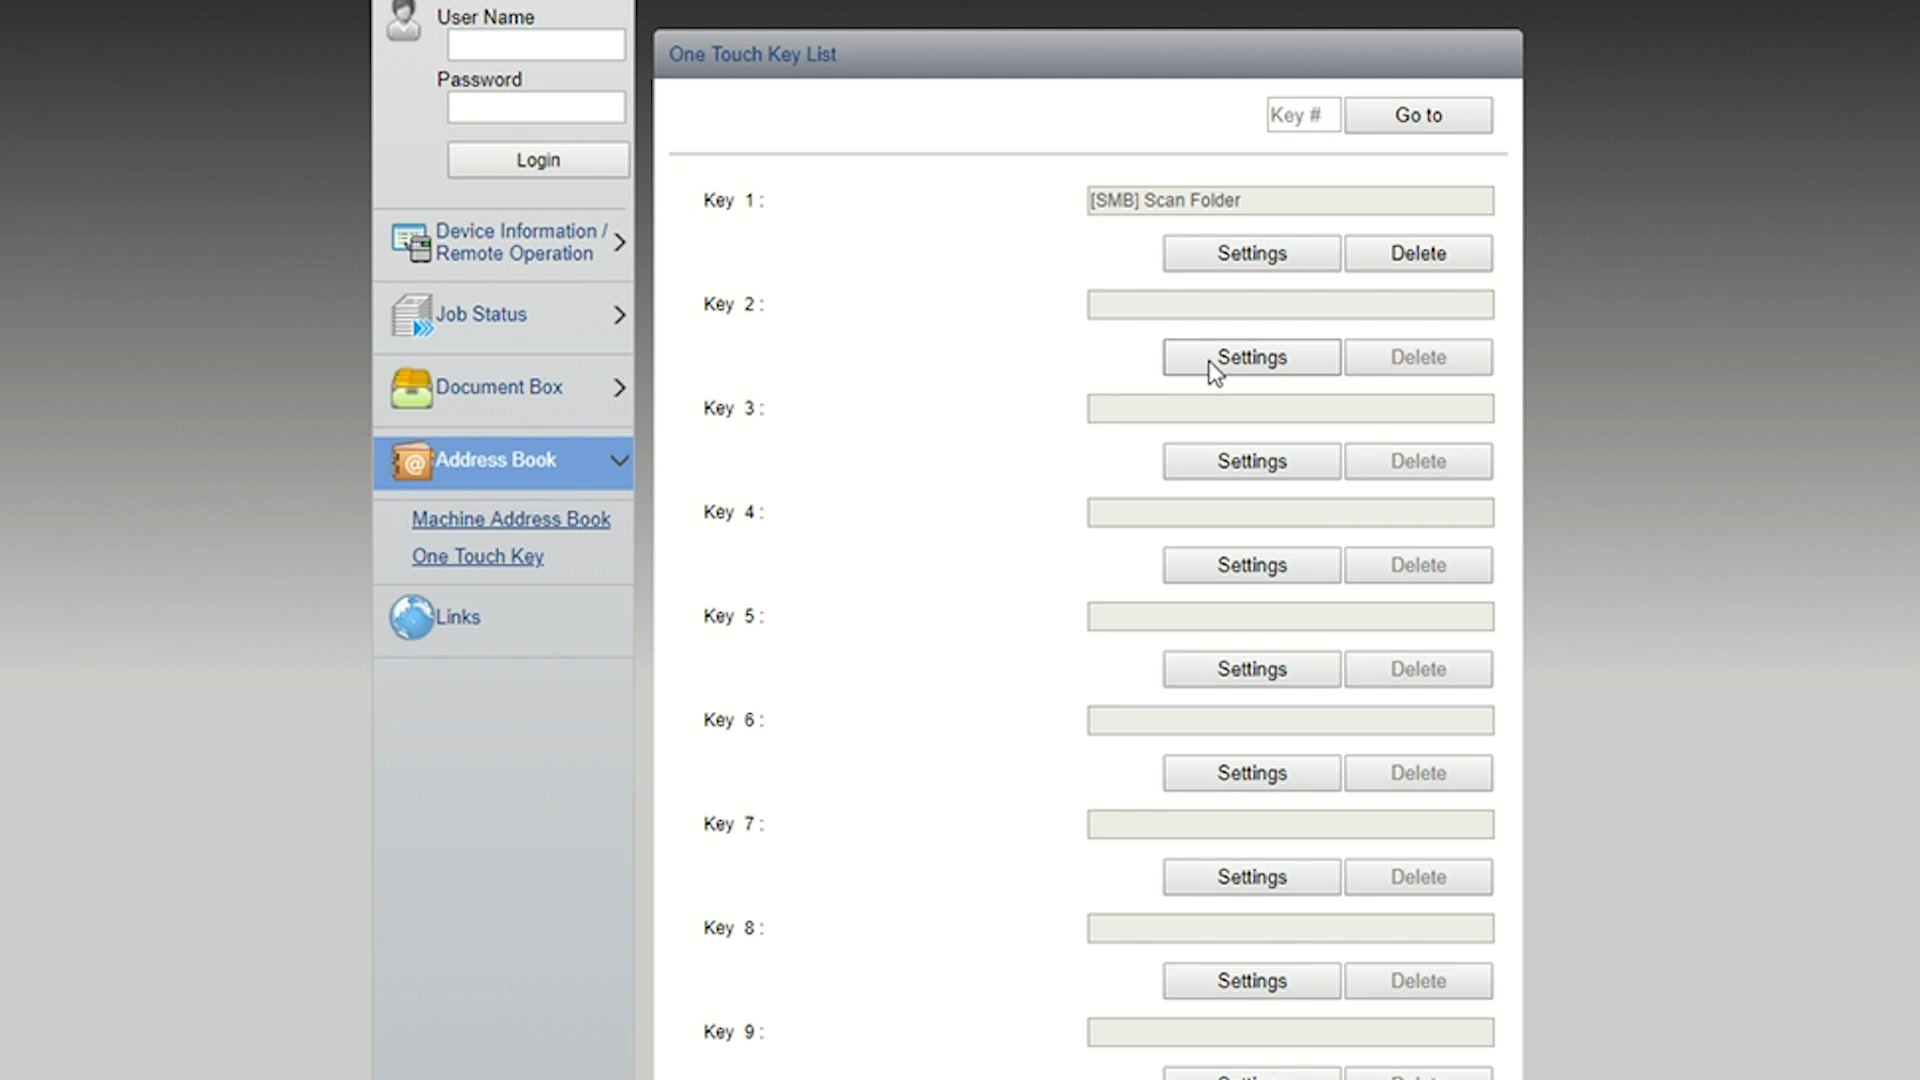 User Name
Password
Login
Device Information /
Remote Operation
Job Status
Document Box
Address Book
Machine Address Book
One Touch Key
Links
One Touch Key List
Key #
Go to
Key 1 :
[SMB] Scan Folder
Settings
Delete
Key 2 :
Settings
Delete
Key 3 :
Settings
Delete
Key 4 :
Settings
Delete
Key 5 :
Settings
Delete
Key 6 :
Settings
Delete
Key 7 :
Settings
Delete
Key 8 :
Settings
Delete
Key 9 :